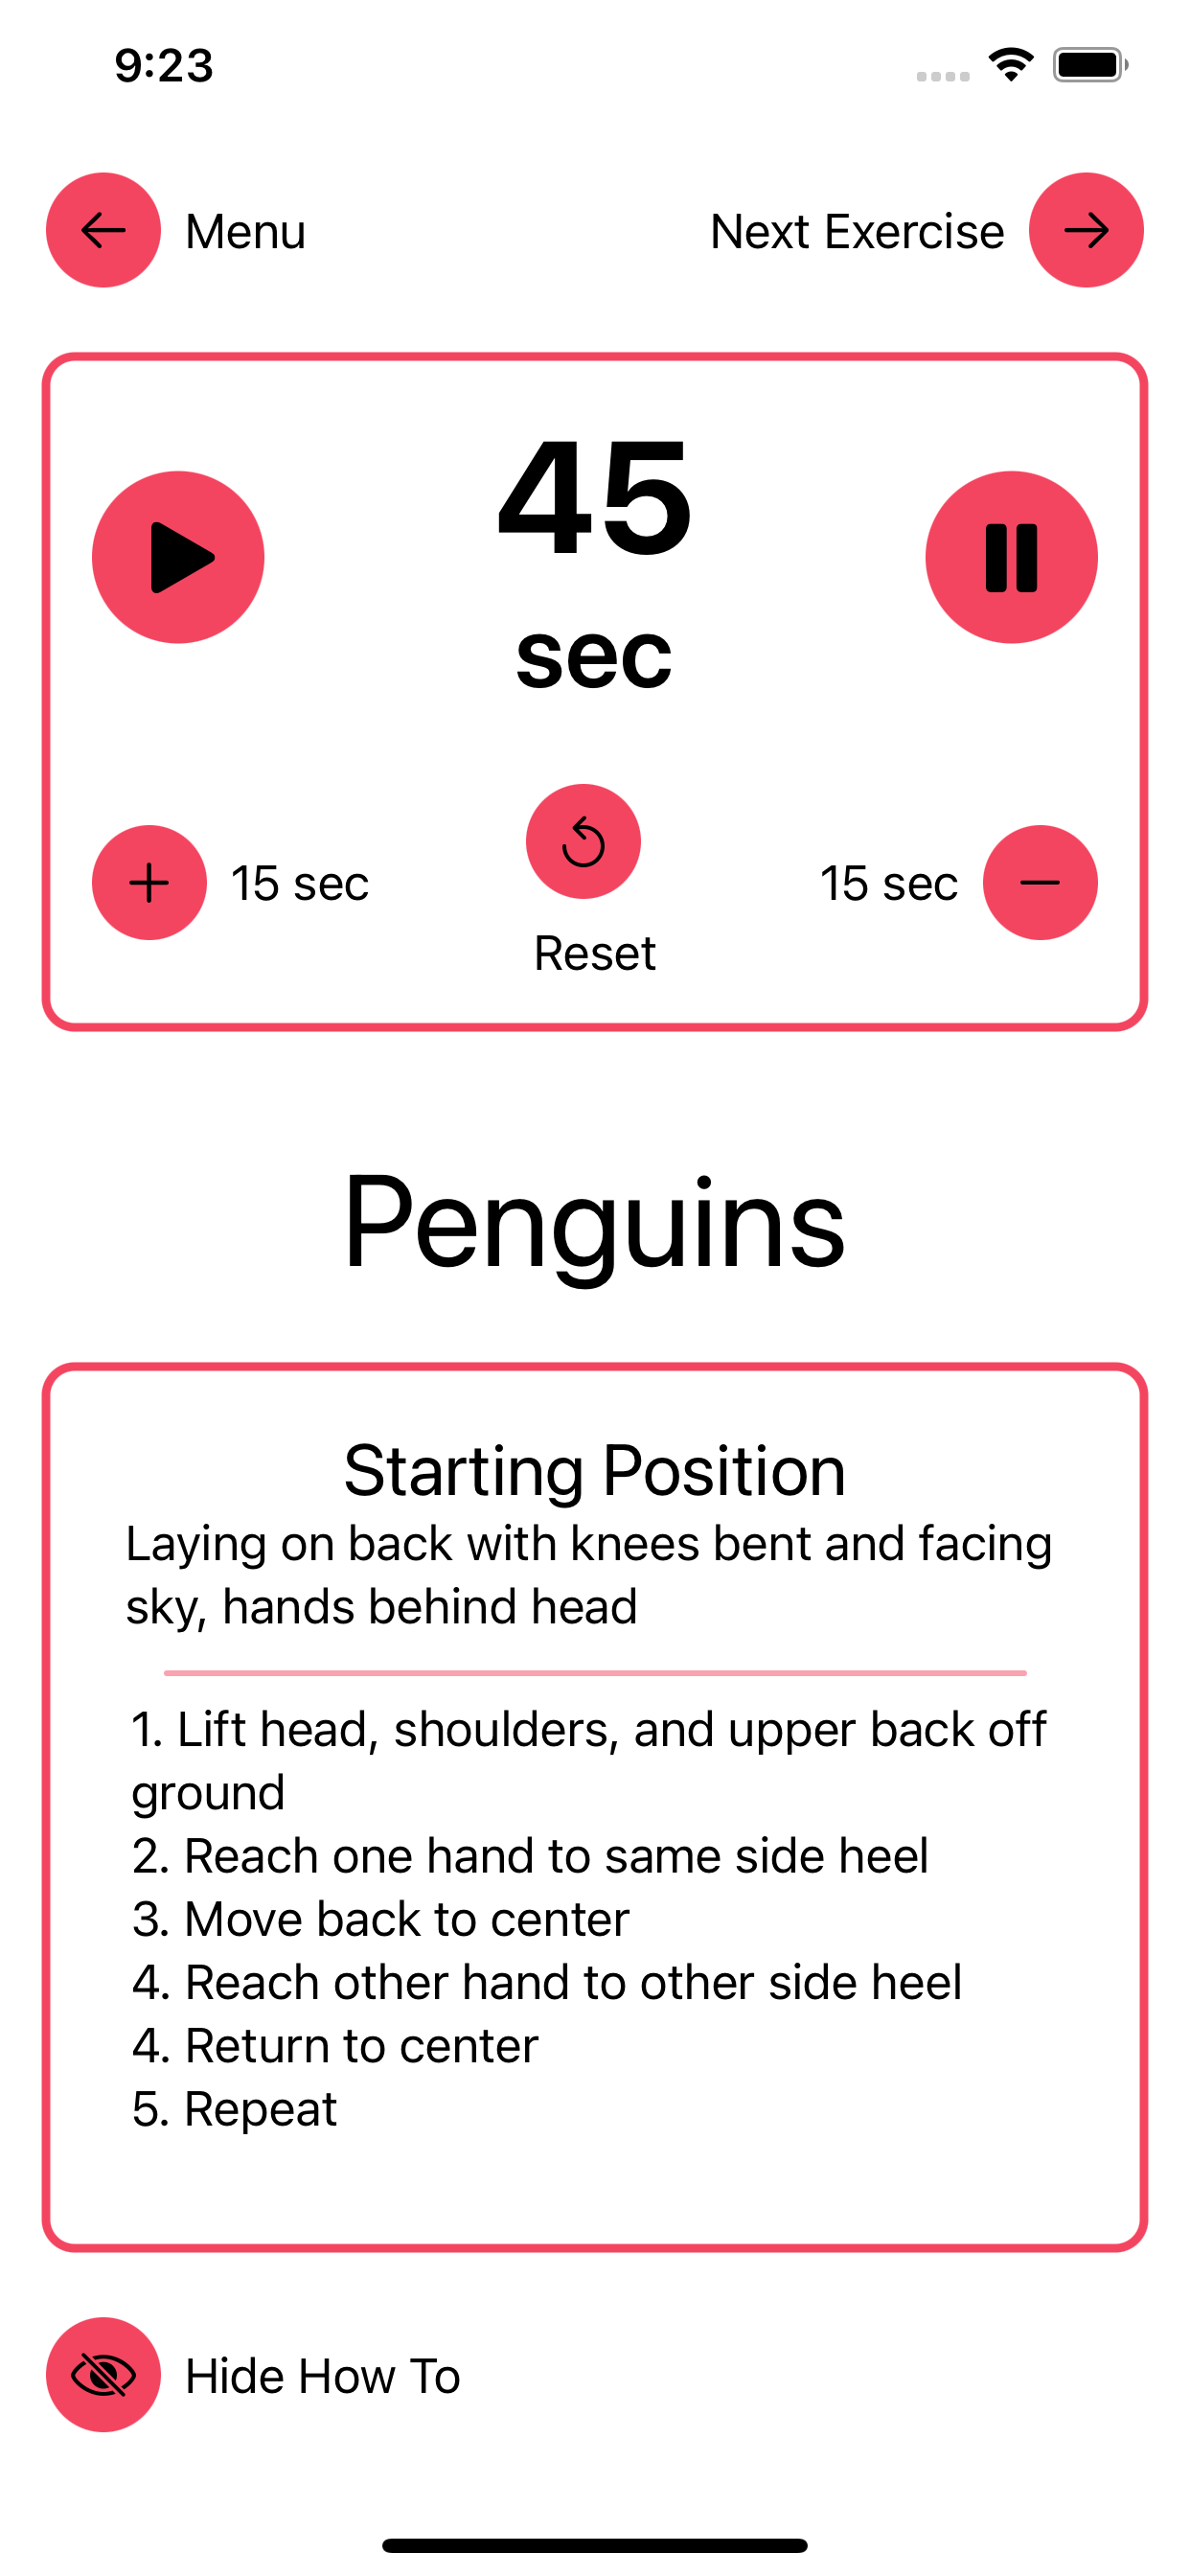 9:23
Menu
Next Exercise
45
sec
15 sec
Reset
15 sec
Penguins
Starting Position
Laying on back with knees bent and facing
sky, hands behind head
1. Lift head, shoulders, and upper back off
ground
2. Reach one hand to same side heel
3. Move back to center
4. Reach other hand to other side heel
4. Return to center
5. Repeat
Hide How To